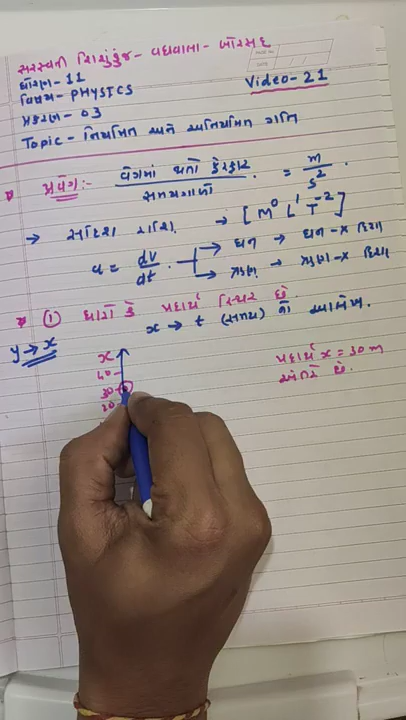 સરસ્વતી શિશુકુંજ - વઘવાલા - બોરસદ
ધોરણ - 11
વિષય - PHYSICS
પ્રકરણ - 03
Video - 21
Topic - નિયમિત અને અનિયમિત ગતિ
પ્રવેગ :- વેગમાં થતો ફેરફાર / સમયગાળો = m / s²
→ સદિશ રાશિ → [M⁰ L¹ T⁻²]
a = dv / dt → ધન → ધન - x દિશા
→ ઋણ → ઋણ - x દિશા
① ધારો કે પદાર્થ સ્થિર છે.
x → t (સમય) નો આલેખ.
y → x
x
40
30
20
પદાર્થ x = 30 m
અંતરે છે.